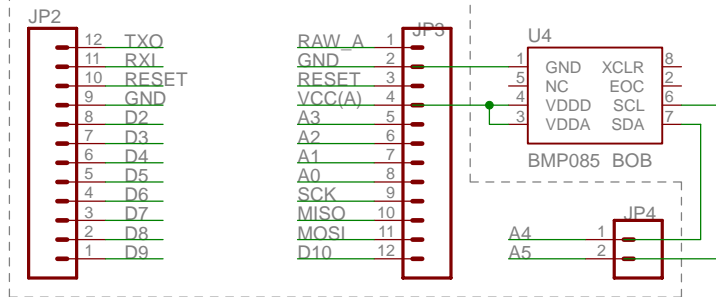 JP2
12 TXO
11 RXI
10 RESET
9 GND
8 D2
7 D3
6 D4
5 D5
4 D6
3 D7
2 D8
1 D9
JP3
RAW_A 1
GND 2
RESET 3
VCC(A) 4
A3 5
A2 6
A1 7
A0 8
SCK 9
MISO 10
MOSI 11
D10 12
U4
1 GND XCLR 8
5 NC EOC 2
4 VDDD SCL 6
3 VDDA SDA 7
BMP085 BOB
JP4
A4 1
A5 2